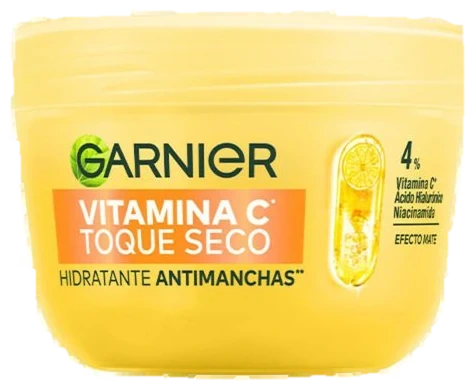 GARNIER
VITAMINA C*
TOQUE SECO
HIDRATANTE ANTIMANCHAS**
4%
Vitamina C*
Ácido Hialurónico
Niacinamida
EFECTO MATE